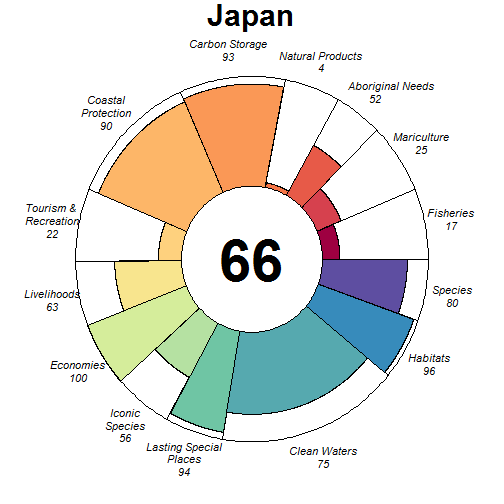 Japan
Carbon Storage
93
Natural Products
4
Aboriginal Needs
52
Mariculture
25
Fisheries
17
Species
80
Habitats
96
Clean Waters
75
Lasting Special
Places
94
Iconic
Species
56
Economies
100
Livelihoods
63
Tourism &
Recreation
22
Coastal
Protection
90
66